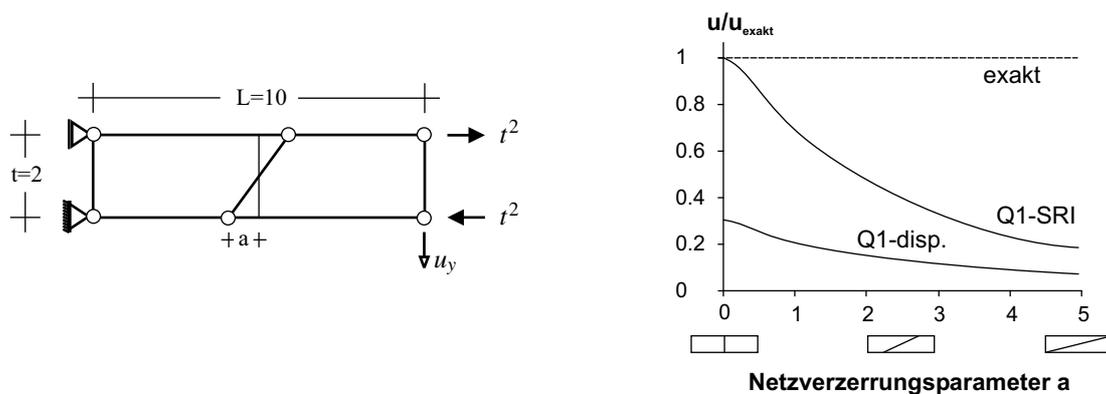 L=10
t=2
t²
t²
a
u_y
u/u_exakt
1
0.8
0.6
0.4
0.2
0
exakt
Q1-SRI
Q1-disp.
0 1 2 3 4 5
Netzverzerrungsparameter a